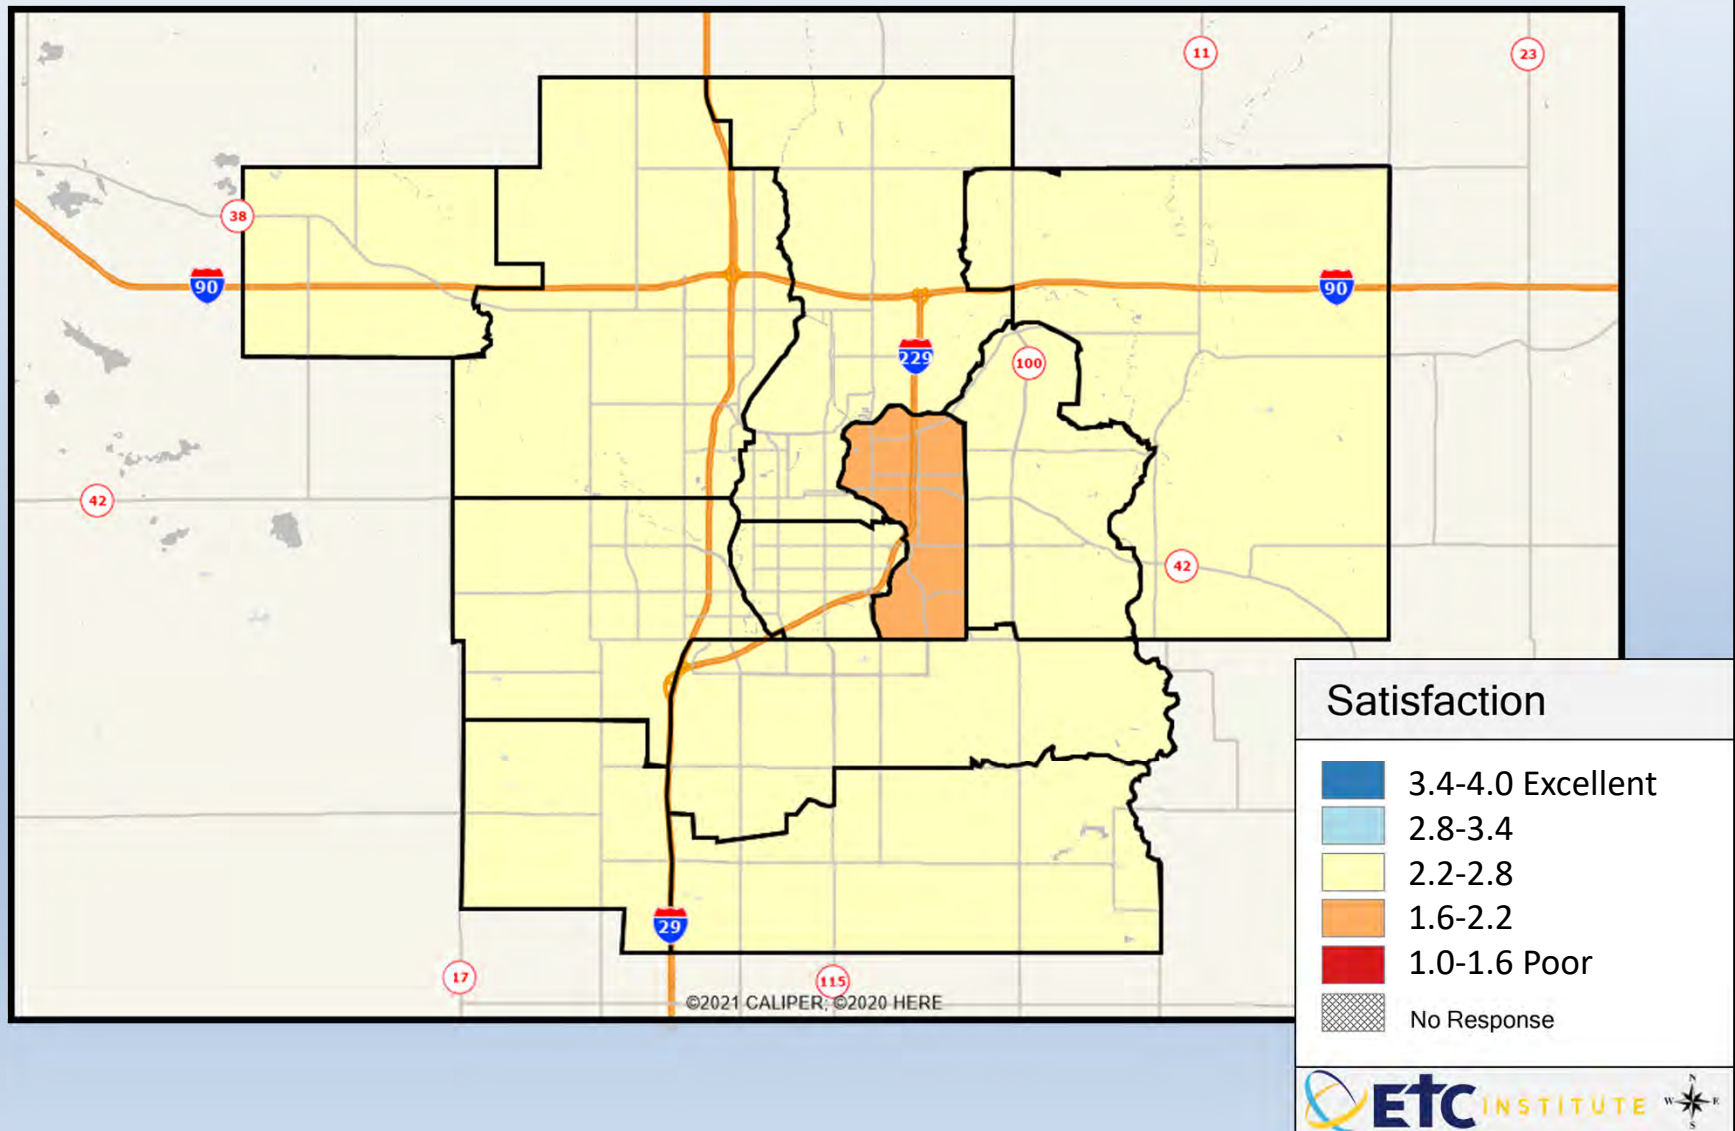 11
23
38
90
90
229
100
42
42
29
17
115
©2021 CALIPER; ©2020 HERE
Satisfaction
3.4-4.0 Excellent
2.8-3.4
2.2-2.8
1.6-2.2
1.0-1.6 Poor
No Response
ETC INSTITUTE
N
W E
S